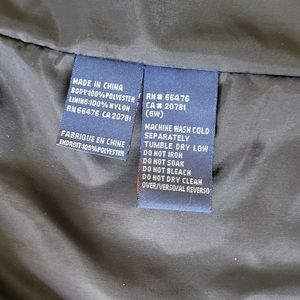 MADE IN CHINA
BODY:100% POLYESTER
LINING:100% NYLON
RN 66476 CA 20781
FABRIQUE EN CHINE
ENDROIT:100% POLYESTER
RN# 66476
CA# 20781
(6W)
MACHINE WASH COLD
SEPARATELY
TUMBLE DRY LOW
DO NOT IRON
DO NOT SOAK
DO NOT BLEACH
DO NOT DRY CLEAN
OVER/VERSO/AL REVERSO